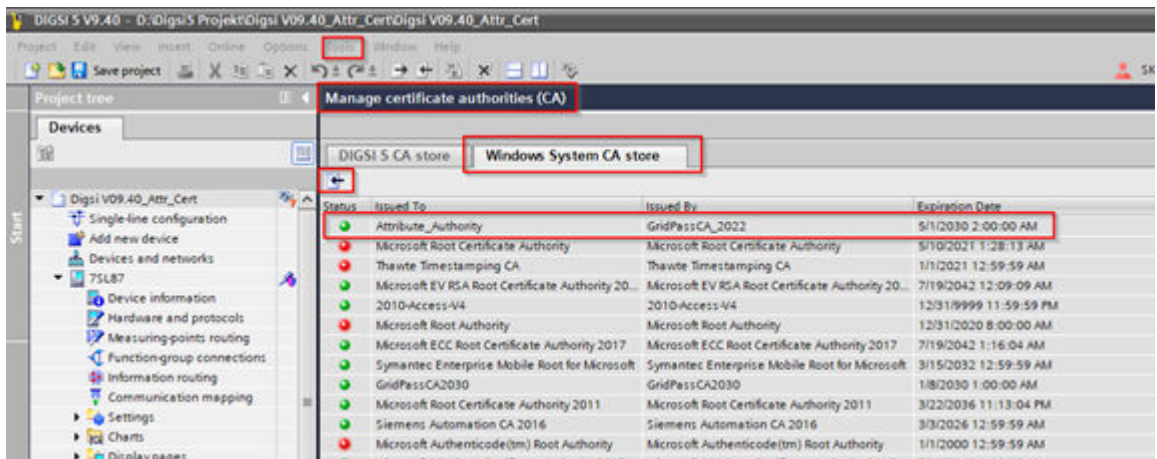 DIGSI 5 V9.40 - D:\Digsi5 Projekt\Digsi V09.40_Attr_Cert\Digsi V09.40_Attr_Cert
Project Edit View Insert Online Options Tools Window Help
Save project
Project tree
Manage certificate authorities (CA)
Devices
DIGSI 5 CA store
Windows System CA store
Start
Digsi V09.40_Attr_Cert
Single-line configuration
Add new device
Devices and networks
7SL87
Device information
Hardware and protocols
Measuring-points routing
Function-group connections
Information routing
Communication mapping
Settings
Charts
Display pages
Status Issued To Issued By Expiration Date
Attribute_Authority GridPassCA_2022 5/1/2030 2:00:00 AM
Microsoft Root Certificate Authority Microsoft Root Certificate Authority 5/10/2021 1:28:13 AM
Thawte Timestamping CA Thawte Timestamping CA 1/1/2021 12:59:59 AM
Microsoft EV RSA Root Certificate Authority 20... Microsoft EV RSA Root Certificate Authority 20... 7/19/2042 12:09:09 AM
2010-Access-V4 2010-Access-V4 12/31/9999 11:59:59 PM
Microsoft Root Authority Microsoft Root Authority 12/31/2020 8:00:00 AM
Microsoft ECC Root Certificate Authority 2017 Microsoft ECC Root Certificate Authority 2017 7/19/2042 1:16:04 AM
Symantec Enterprise Mobile Root for Microsoft Symantec Enterprise Mobile Root for Microsoft 3/15/2032 12:59:59 AM
GridPassCA2030 GridPassCA2030 1/8/2030 1:00:00 AM
Microsoft Root Certificate Authority 2011 Microsoft Root Certificate Authority 2011 3/22/2036 11:13:04 PM
Siemens Automation CA 2016 Siemens Automation CA 2016 3/3/2026 12:59:59 AM
Microsoft Authenticode(tm) Root Authority Microsoft Authenticode(tm) Root Authority 1/1/2000 12:59:59 AM